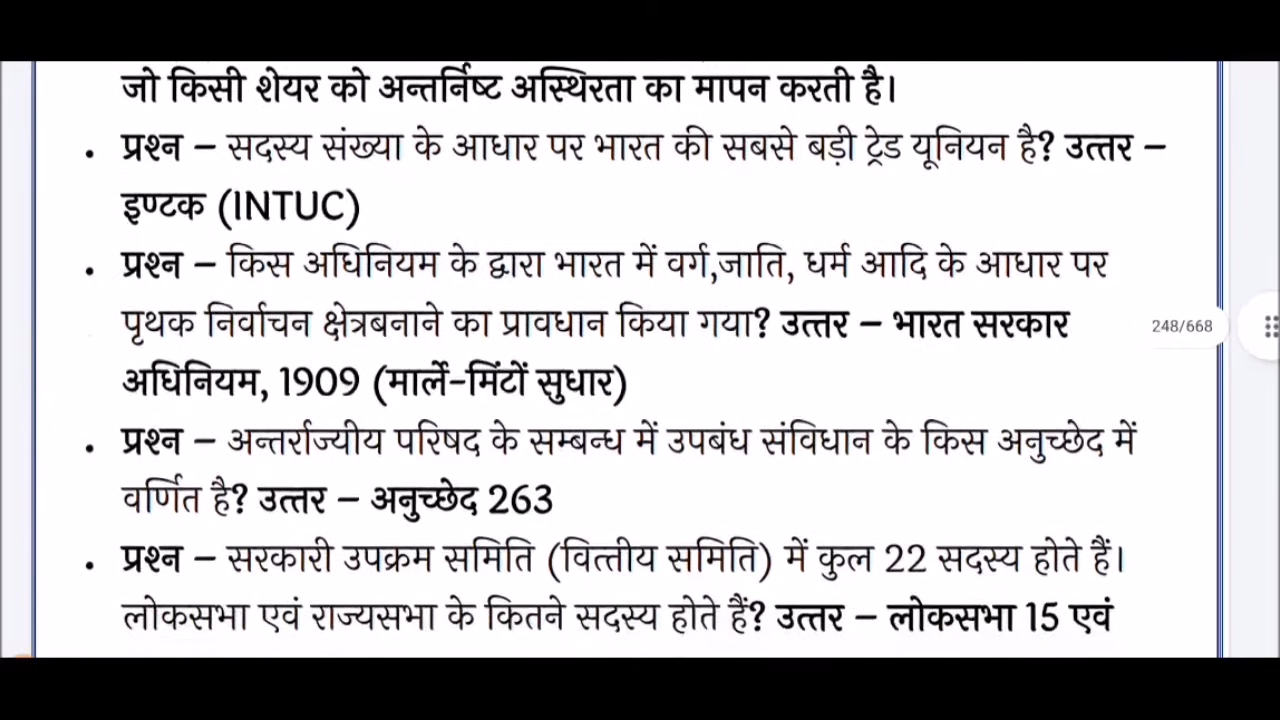 जो किसी शेयर को अन्तर्निष्ट अस्थिरता का मापन करती है।
• प्रश्न – सदस्य संख्या के आधार पर भारत की सबसे बड़ी ट्रेड यूनियन है? उत्तर –
इण्टक (INTUC)
• प्रश्न – किस अधिनियम के द्वारा भारत में वर्ग,जाति, धर्म आदि के आधार पर
पृथक निर्वाचन क्षेत्रबनाने का प्रावधान किया गया? उत्तर – भारत सरकार
248/668
अधिनियम, 1909 (मार्ले-मिंटों सुधार)
• प्रश्न – अन्तर्राज्यीय परिषद के सम्बन्ध में उपबंध संविधान के किस अनुच्छेद में
वर्णित है? उत्तर – अनुच्छेद 263
• प्रश्न – सरकारी उपक्रम समिति (वित्तीय समिति) में कुल 22 सदस्य होते हैं।
लोकसभा एवं राज्यसभा के कितने सदस्य होते हैं? उत्तर – लोकसभा 15 एवं